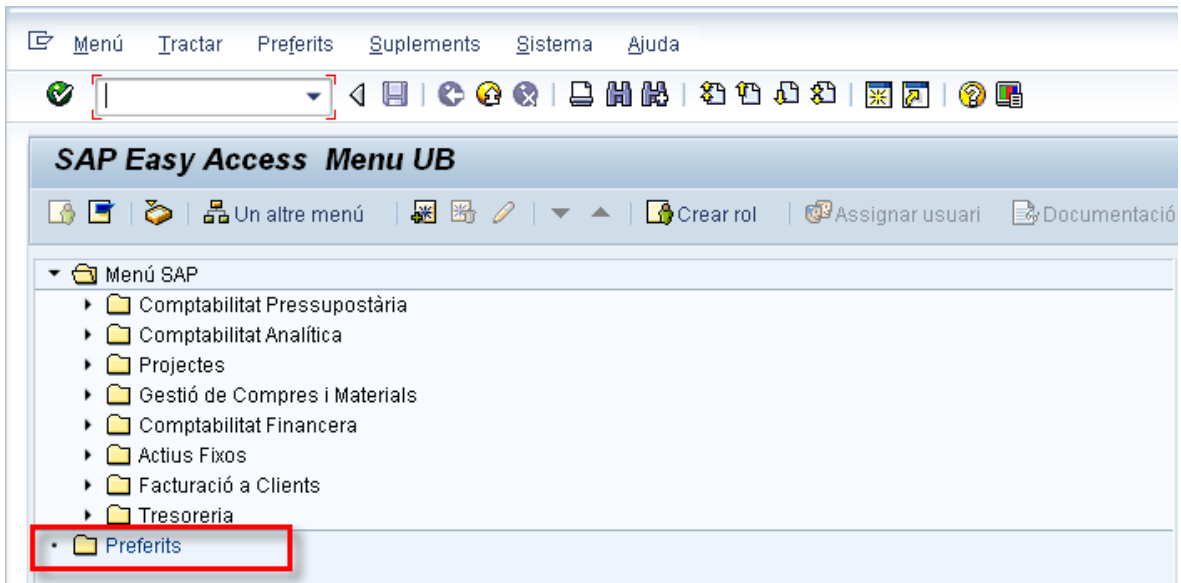 Menú Tractar Preferits Suplements Sistema Ajuda
SAP Easy Access Menu UB
Un altre menú Crear rol Assignar usuari Documentació
Menú SAP
Comptabilitat Pressupostària
Comptabilitat Analítica
Projectes
Gestió de Compres i Materials
Comptabilitat Financera
Actius Fixos
Facturació a Clients
Tresoreria
Preferits